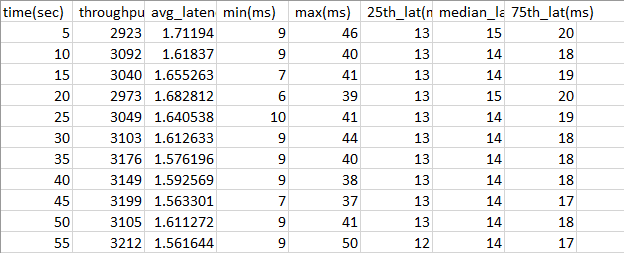 time(sec) throughpu avg_laten min(ms) max(ms) 25th_lat(m median_la 75th_lat(ms)
5 2923 1.71194 9 46 13 15 20
10 3092 1.61837 9 40 13 14 18
15 3040 1.655263 7 41 13 14 19
20 2973 1.682812 6 39 13 15 20
25 3049 1.640538 10 41 13 14 19
30 3103 1.612633 9 44 13 14 18
35 3176 1.576196 9 40 13 14 18
40 3149 1.592569 9 38 13 14 18
45 3199 1.563301 7 37 13 14 17
50 3105 1.611272 9 41 13 14 18
55 3212 1.561644 9 50 12 14 17